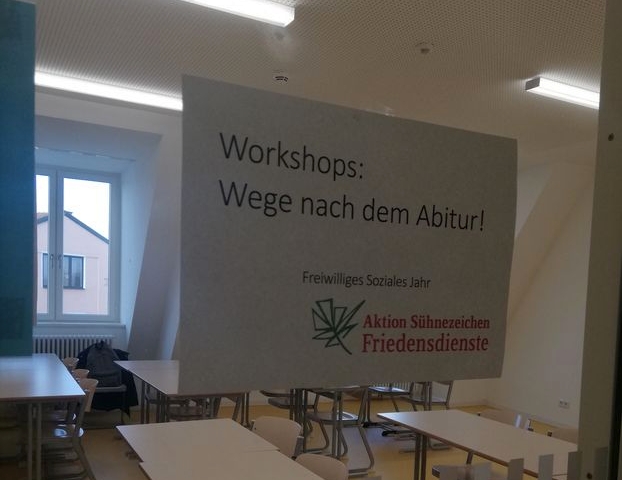 Workshops:
Wege nach dem Abitur!
Freiwilliges Soziales Jahr
Aktion Sühnezeichen
Friedensdienste